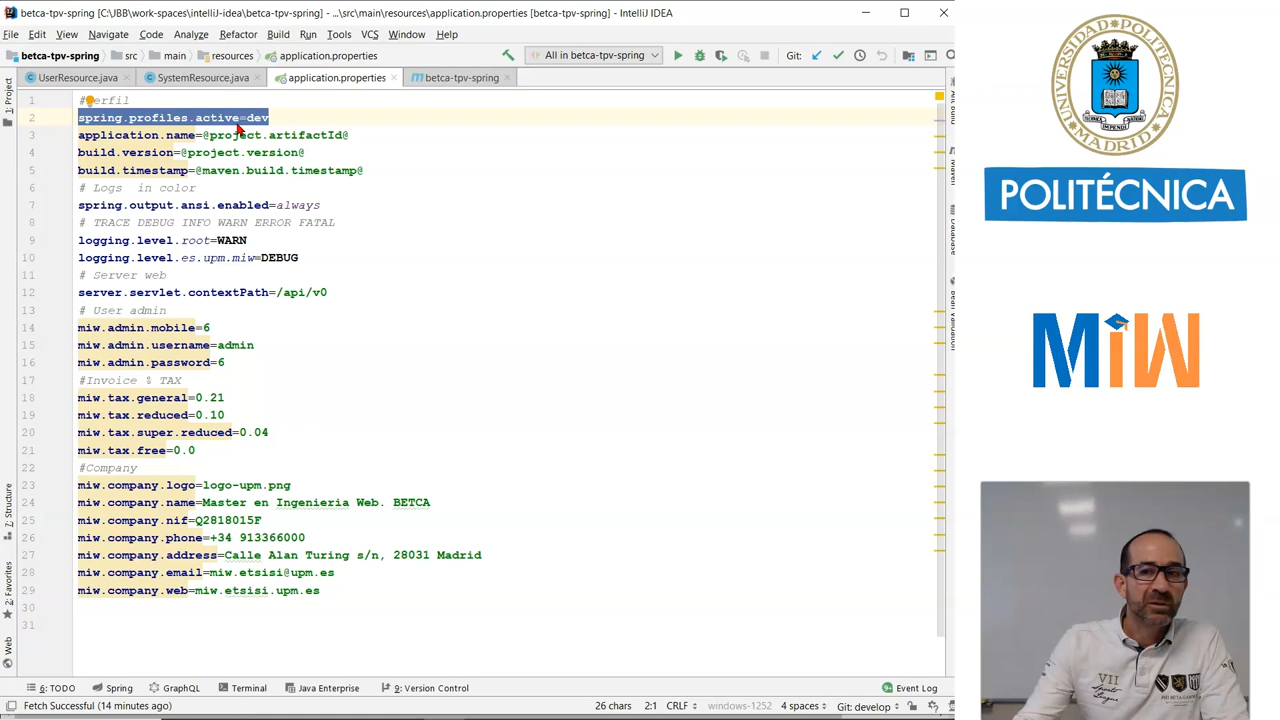 betca-tpv-spring [C:\JBB\work-spaces\intelliJ-idea\betca-tpv-spring] - ...\src\main\resources\application.properties [betca-tpv-spring] - IntelliJ IDEA
File Edit View Navigate Code Analyze Refactor Build Run Tools VCS Window Help
betca-tpv-spring src main resources application.properties All in betca-tpv-spring Git:
UserResource.java SystemResource.java application.properties betca-tpv-spring
1: Project
7: Structure
2: Favorites
Web
1 #Perfil
2 spring.profiles.active=dev
3 application.name=@project.artifactId@
4 build.version=@project.version@
5 build.timestamp=@maven.build.timestamp@
6 # Logs in color
7 spring.output.ansi.enabled=always
8 # TRACE DEBUG INFO WARN ERROR FATAL
9 logging.level.root=WARN
10 logging.level.es.upm.miw=DEBUG
11 # Server web
12 server.servlet.contextPath=/api/v0
13 # User admin
14 miw.admin.mobile=6
15 miw.admin.username=admin
16 miw.admin.password=6
17 #Invoice % TAX
18 miw.tax.general=0.21
19 miw.tax.reduced=0.10
20 miw.tax.super.reduced=0.04
21 miw.tax.free=0.0
22 #Company
23 miw.company.logo=logo-upm.png
24 miw.company.name=Master en Ingenieria Web. BETCA
25 miw.company.nif=Q2818015F
26 miw.company.phone=+34 913366000
27 miw.company.address=Calle Alan Turing s/n, 28031 Madrid
28 miw.company.email=miw.etsisi@upm.es
29 miw.company.web=miw.etsisi.upm.es
30
31
6: TODO Spring GraphQL Terminal Java Enterprise 9: Version Control Event Log
Fetch Successful (14 minutes ago) 26 chars 2:1 CRLF windows-1252 4 spaces Git: develop
UNIVERSIDAD POLITÉCNICA DE MADRID
POLITÉCNICA
MiW
VII